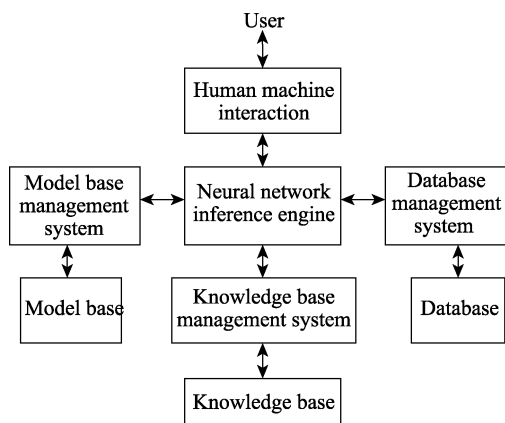 User
Human machine
interaction
Model base
management
system
Neural network
inference engine
Database
management
system
Model base
Knowledge base
management system
Database
Knowledge base